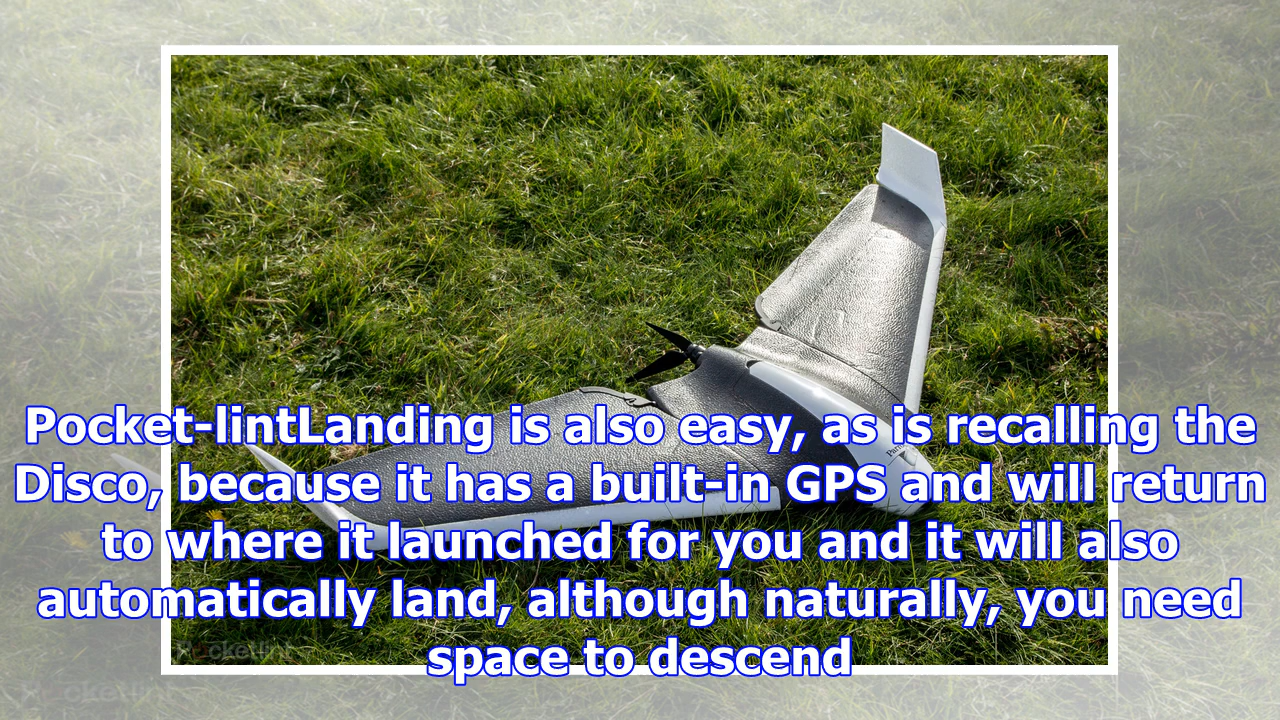 Pocket-lintLanding is also easy, as is recalling the
Disco, because it has a built-in GPS and will return
to where it launched for you and it will also
automatically land, although naturally, you need
space to descend
Pocket-lint